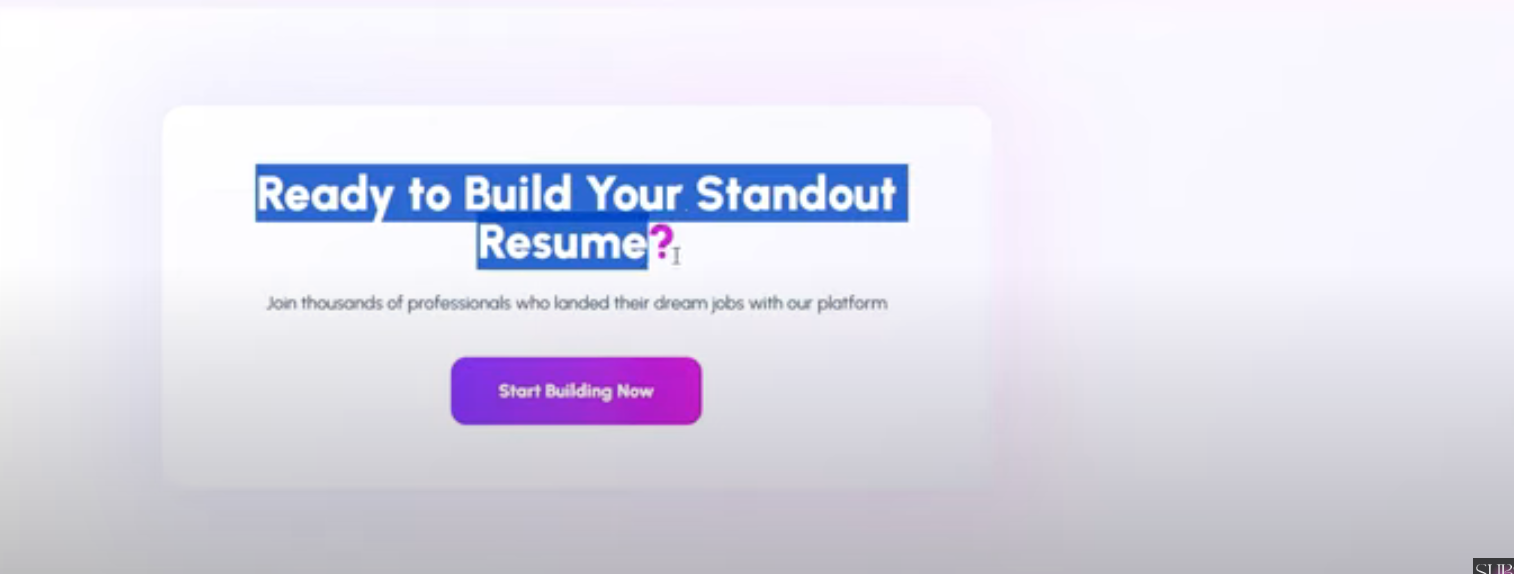 Ready to Build Your Standout
Resume?
Join thousands of professionals who landed their dream jobs with our platform
Start Building Now